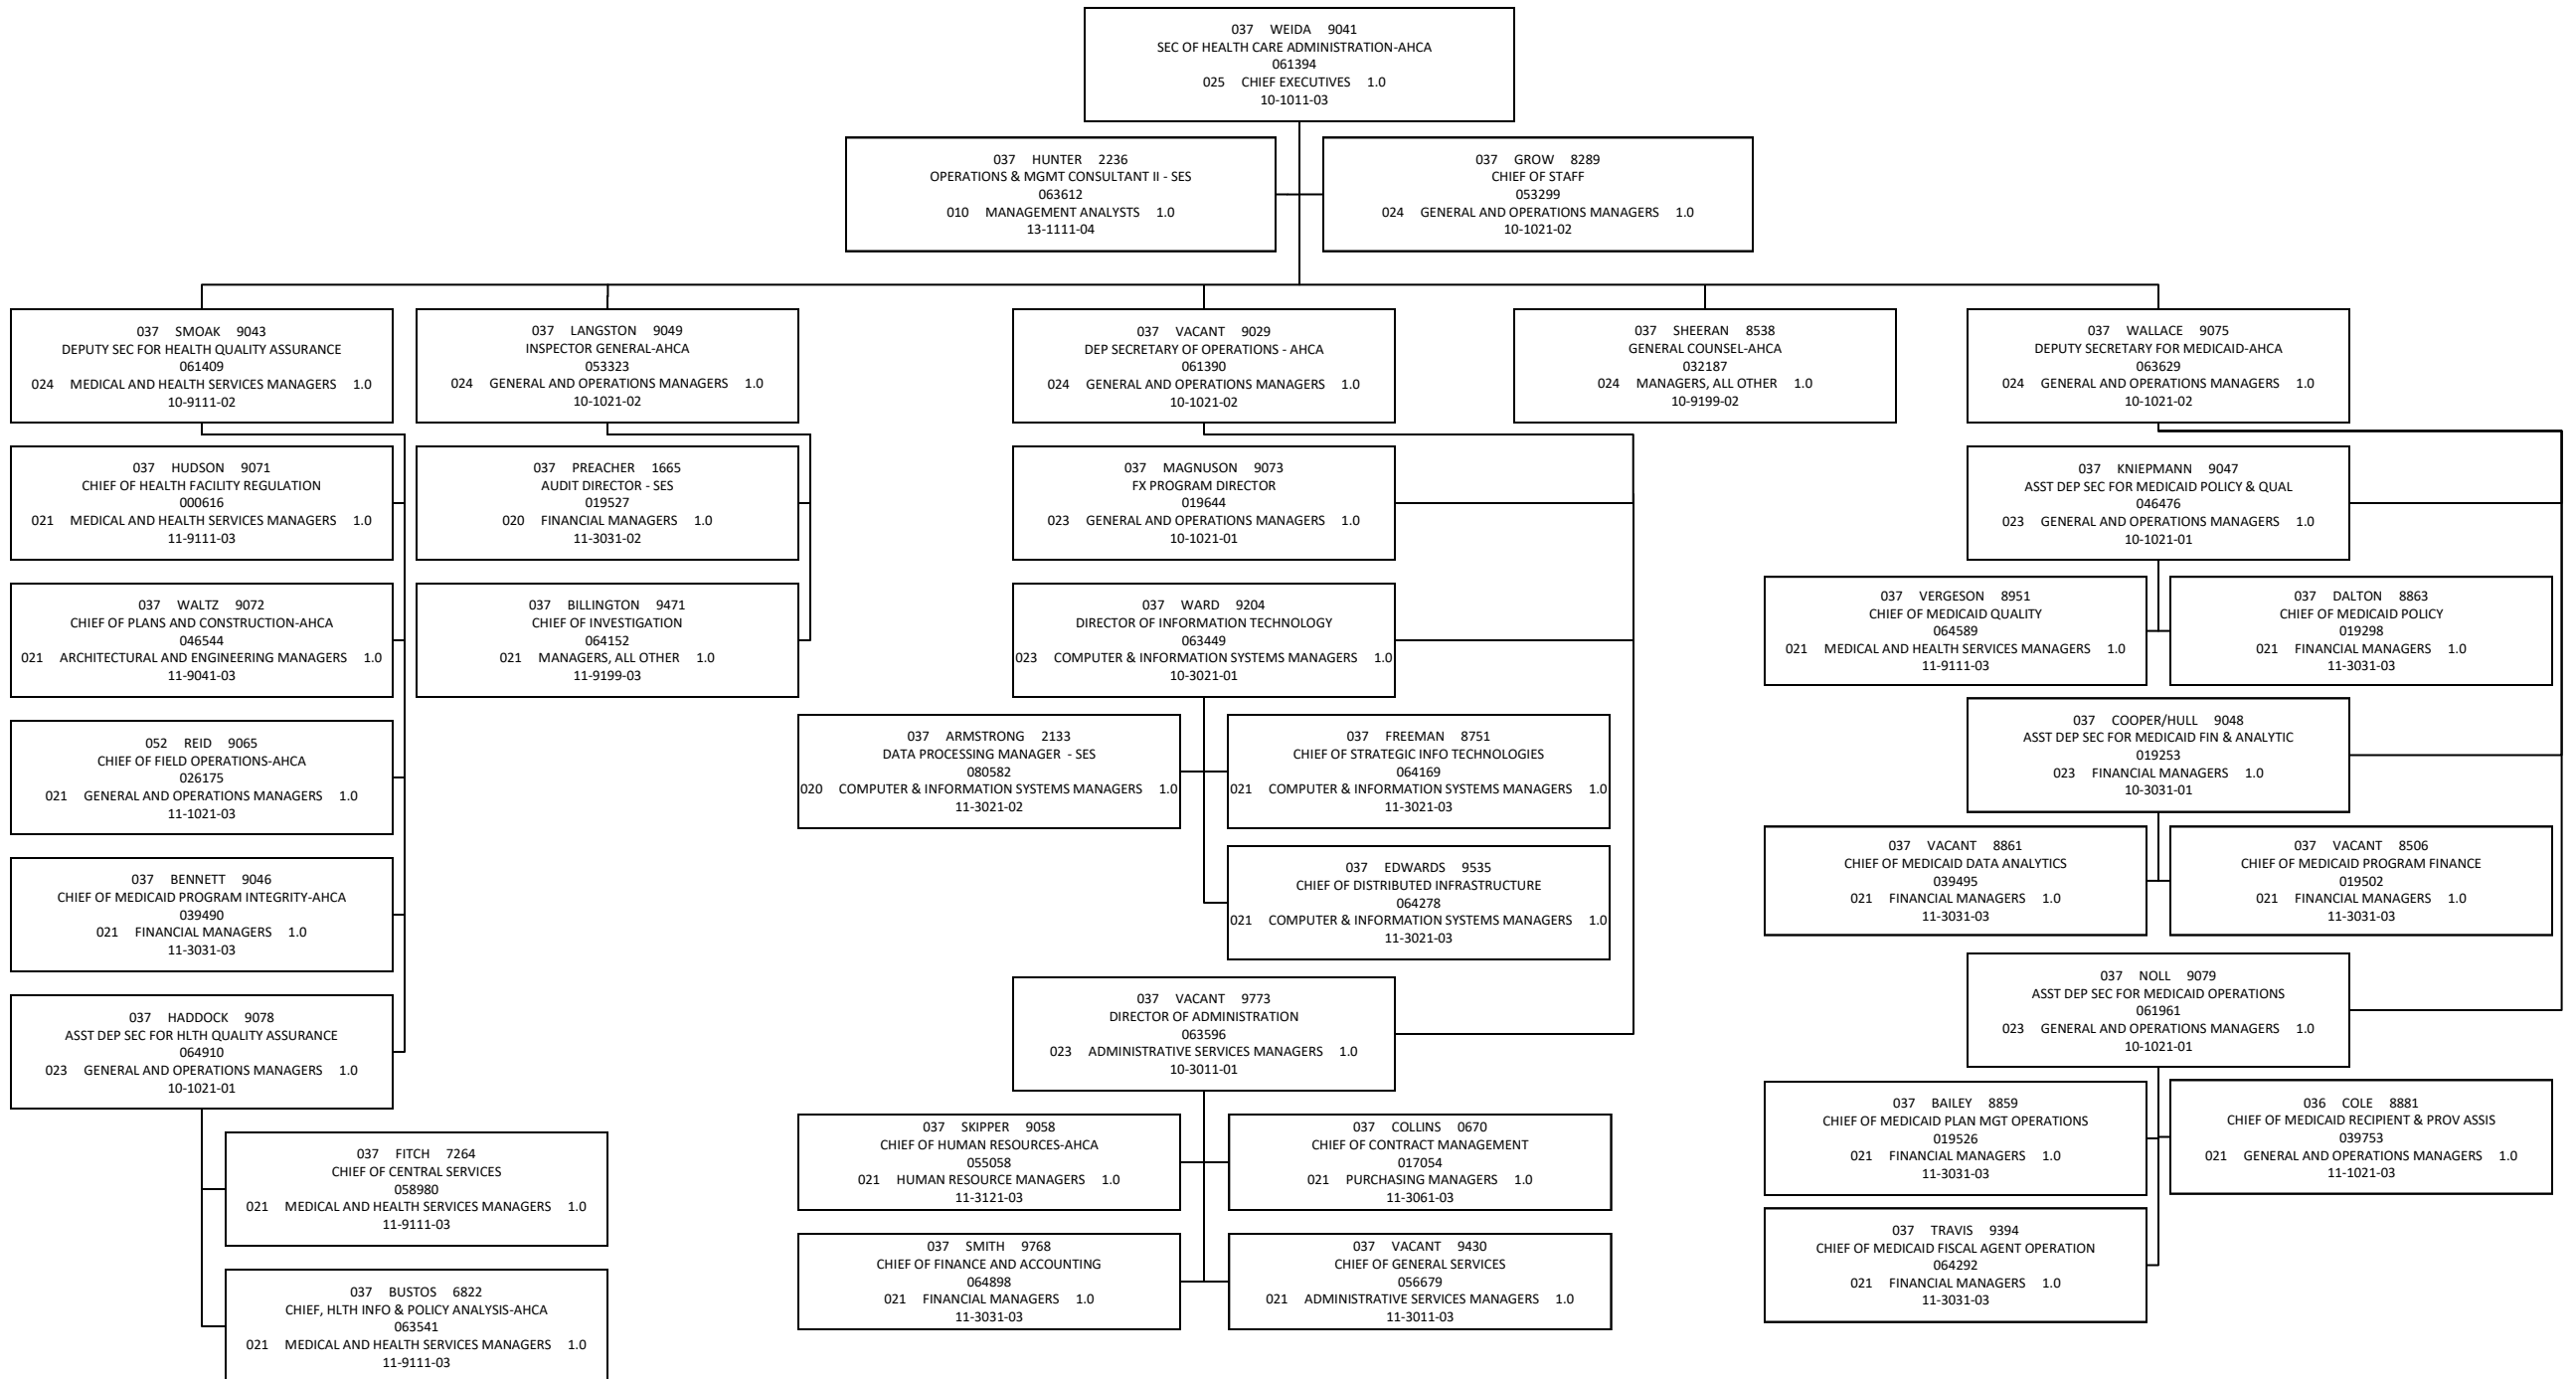 037 WEIDA 9041
SEC OF HEALTH CARE ADMINISTRATION-AHCA
061394
025 CHIEF EXECUTIVES 1.0
10-1011-03
037 HUNTER 2236
OPERATIONS & MGMT CONSULTANT II - SES
063612
010 MANAGEMENT ANALYSTS 1.0
13-1111-04
037 GROW 8289
CHIEF OF STAFF
053299
024 GENERAL AND OPERATIONS MANAGERS 1.0
10-1021-02
037 SMOAK 9043
DEPUTY SEC FOR HEALTH QUALITY ASSURANCE
061409
024 MEDICAL AND HEALTH SERVICES MANAGERS 1.0
10-9111-02
037 HUDSON 9071
CHIEF OF HEALTH FACILITY REGULATION
000616
021 MEDICAL AND HEALTH SERVICES MANAGERS 1.0
11-9111-03
037 WALTZ 9072
CHIEF OF PLANS AND CONSTRUCTION-AHCA
046544
021 ARCHITECTURAL AND ENGINEERING MANAGERS 1.0
11-9041-03
052 REID 9065
CHIEF OF FIELD OPERATIONS-AHCA
026175
021 GENERAL AND OPERATIONS MANAGERS 1.0
11-1021-03
037 BENNETT 9046
CHIEF OF MEDICAID PROGRAM INTEGRITY-AHCA
039490
021 FINANCIAL MANAGERS 1.0
11-3031-03
037 HADDOCK 9078
ASST DEP SEC FOR HLTH QUALITY ASSURANCE
064910
023 GENERAL AND OPERATIONS MANAGERS 1.0
10-1021-01
037 FITCH 7264
CHIEF OF CENTRAL SERVICES
058980
021 MEDICAL AND HEALTH SERVICES MANAGERS 1.0
11-9111-03
037 BUSTOS 6822
CHIEF, HLTH INFO & POLICY ANALYSIS-AHCA
063541
021 MEDICAL AND HEALTH SERVICES MANAGERS 1.0
11-9111-03
037 LANGSTON 9049
INSPECTOR GENERAL-AHCA
053323
024 GENERAL AND OPERATIONS MANAGERS 1.0
10-1021-02
037 PREACHER 1665
AUDIT DIRECTOR - SES
019527
020 FINANCIAL MANAGERS 1.0
11-3031-02
037 BILLINGTON 9471
CHIEF OF INVESTIGATION
064152
021 MANAGERS, ALL OTHER 1.0
11-9199-03
037 VACANT 9029
DEP SECRETARY OF OPERATIONS - AHCA
061390
024 GENERAL AND OPERATIONS MANAGERS 1.0
10-1021-02
037 MAGNUSON 9073
FX PROGRAM DIRECTOR
019644
023 GENERAL AND OPERATIONS MANAGERS 1.0
10-1021-01
037 WARD 9204
DIRECTOR OF INFORMATION TECHNOLOGY
063449
023 COMPUTER & INFORMATION SYSTEMS MANAGERS 1.0
10-3021-01
037 ARMSTRONG 2133
DATA PROCESSING MANAGER - SES
080582
020 COMPUTER & INFORMATION SYSTEMS MANAGERS 1.0
11-3021-02
037 FREEMAN 8751
CHIEF OF STRATEGIC INFO TECHNOLOGIES
064169
021 COMPUTER & INFORMATION SYSTEMS MANAGERS 1.0
11-3021-03
037 EDWARDS 9535
CHIEF OF DISTRIBUTED INFRASTRUCTURE
064278
021 COMPUTER & INFORMATION SYSTEMS MANAGERS 1.0
11-3021-03
037 VACANT 9773
DIRECTOR OF ADMINISTRATION
063596
023 ADMINISTRATIVE SERVICES MANAGERS 1.0
10-3011-01
037 SKIPPER 9058
CHIEF OF HUMAN RESOURCES-AHCA
055058
021 HUMAN RESOURCE MANAGERS 1.0
11-3121-03
037 COLLINS 0670
CHIEF OF CONTRACT MANAGEMENT
017054
021 PURCHASING MANAGERS 1.0
11-3061-03
037 SMITH 9768
CHIEF OF FINANCE AND ACCOUNTING
064898
021 FINANCIAL MANAGERS 1.0
11-3031-03
037 VACANT 9430
CHIEF OF GENERAL SERVICES
056679
021 ADMINISTRATIVE SERVICES MANAGERS 1.0
11-3011-03
037 SHEERAN 8538
GENERAL COUNSEL-AHCA
032187
024 MANAGERS, ALL OTHER 1.0
10-9199-02
037 WALLACE 9075
DEPUTY SECRETARY FOR MEDICAID-AHCA
063629
024 GENERAL AND OPERATIONS MANAGERS 1.0
10-1021-02
037 KNIEPMANN 9047
ASST DEP SEC FOR MEDICAID POLICY & QUAL
046476
023 GENERAL AND OPERATIONS MANAGERS 1.0
10-1021-01
037 VERGESON 8951
CHIEF OF MEDICAID QUALITY
064589
021 MEDICAL AND HEALTH SERVICES MANAGERS 1.0
11-9111-03
037 DALTON 8863
CHIEF OF MEDICAID POLICY
019298
021 FINANCIAL MANAGERS 1.0
11-3031-03
037 COOPER/HULL 9048
ASST DEP SEC FOR MEDICAID FIN & ANALYTIC
019253
023 FINANCIAL MANAGERS 1.0
10-3031-01
037 VACANT 8861
CHIEF OF MEDICAID DATA ANALYTICS
039495
021 FINANCIAL MANAGERS 1.0
11-3031-03
037 VACANT 8506
CHIEF OF MEDICAID PROGRAM FINANCE
019502
021 FINANCIAL MANAGERS 1.0
11-3031-03
037 NOLL 9079
ASST DEP SEC FOR MEDICAID OPERATIONS
061961
023 GENERAL AND OPERATIONS MANAGERS 1.0
10-1021-01
037 BAILEY 8859
CHIEF OF MEDICAID PLAN MGT OPERATIONS
019526
021 FINANCIAL MANAGERS 1.0
11-3031-03
036 COLE 8881
CHIEF OF MEDICAID RECIPIENT & PROV ASSIS
039753
021 GENERAL AND OPERATIONS MANAGERS 1.0
11-1021-03
037 TRAVIS 9394
CHIEF OF MEDICAID FISCAL AGENT OPERATION
064292
021 FINANCIAL MANAGERS 1.0
11-3031-03